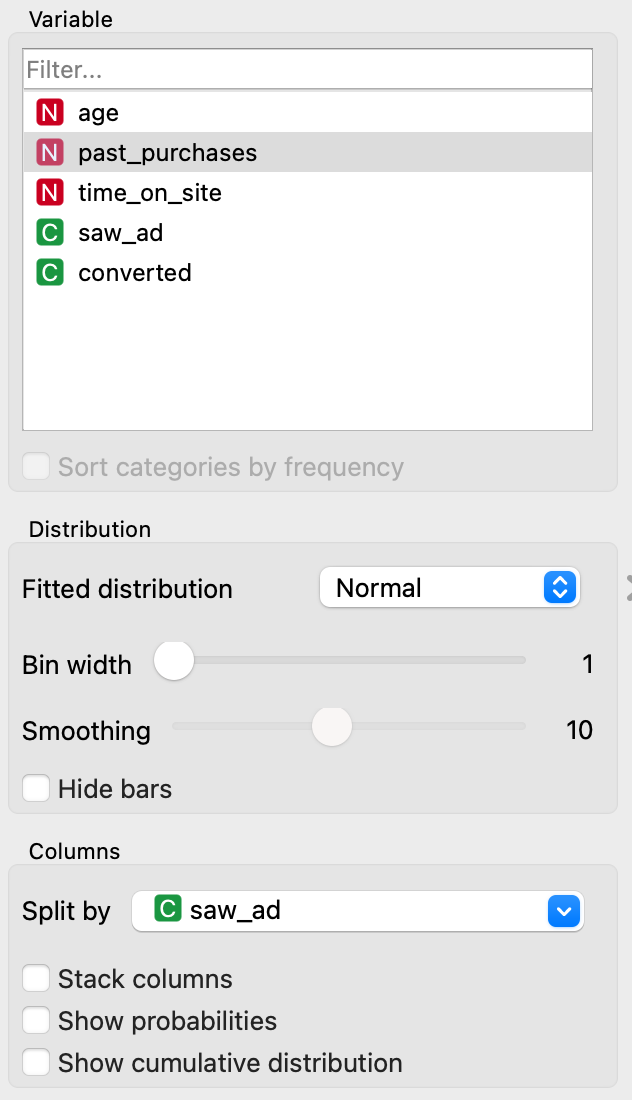 Variable
Filter...
N age
N past_purchases
N time_on_site
C saw_ad
C converted
Sort categories by frequency
Distribution
Fitted distribution Normal
Bin width 1
Smoothing 10
Hide bars
Columns
Split by C saw_ad
Stack columns
Show probabilities
Show cumulative distribution